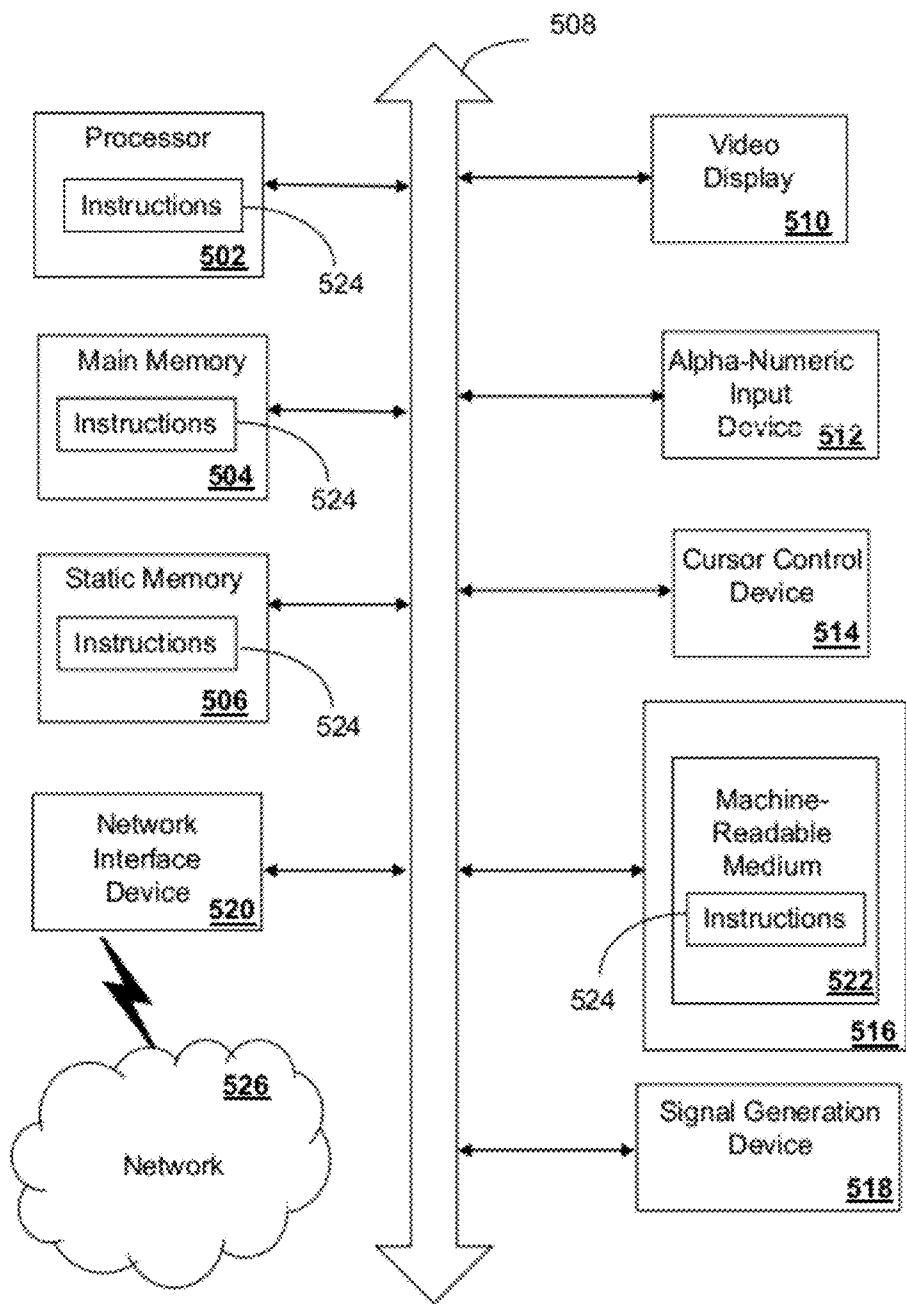 508
Processor
Instructions
502
524
Main Memory
Instructions
504
524
Static Memory
Instructions
506
524
Network
Interface
Device
520
526
Network
Video
Display
510
Alpha-Numeric
Input
Device
512
Cursor Control
Device
514
Machine-
Readable
Medium
Instructions
522
524
516
Signal Generation
Device
518